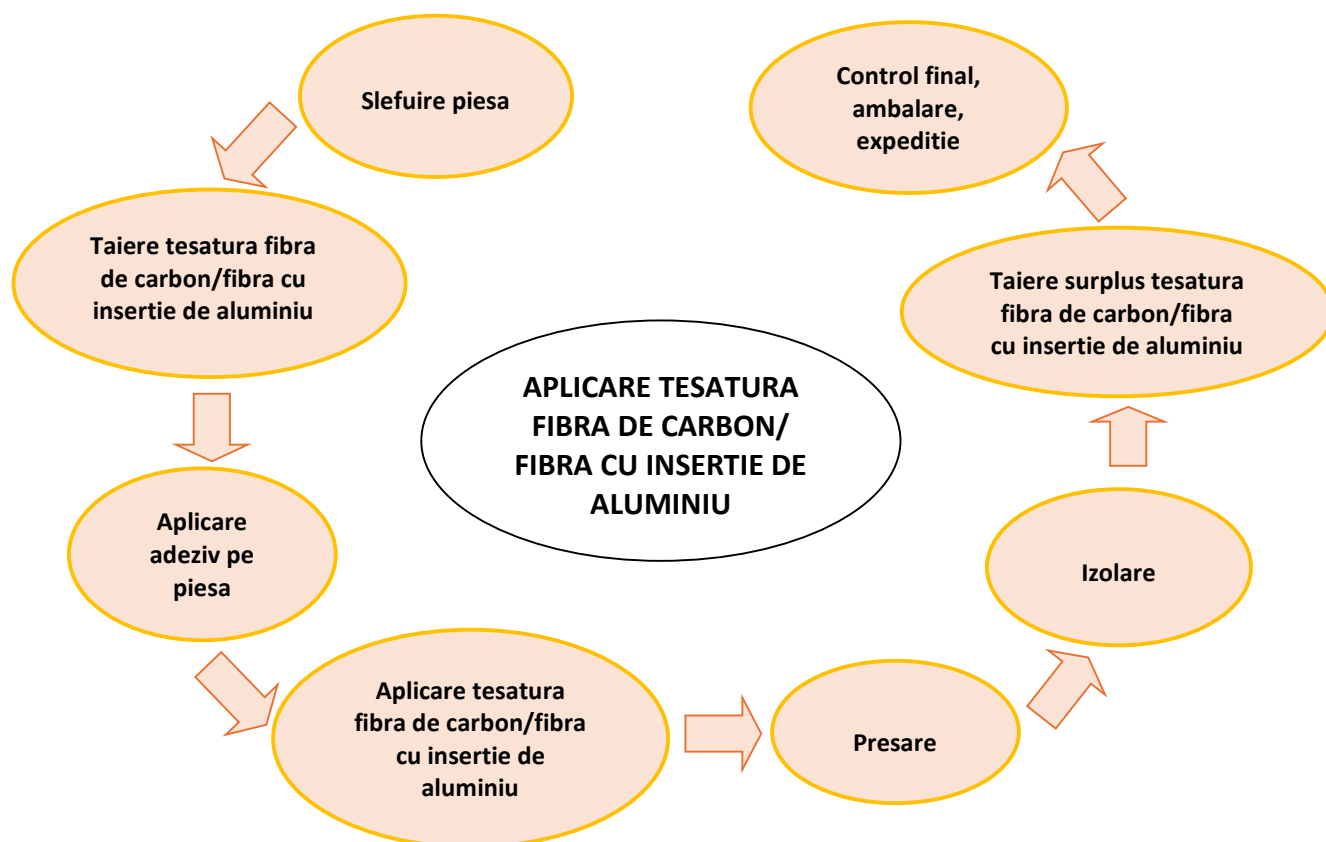 Slefuire piesa
Taiere tesatura fibra
de carbon/fibra cu
insertie de aluminiu
Aplicare
adeziv pe
piesa
Aplicare tesatura
fibra de carbon/fibra
cu insertie de
aluminiu
Presare
Izolare
Taiere surplus tesatura
fibra de carbon/fibra
cu insertie de aluminiu
Control final,
ambalare,
expeditie
APLICARE TESATURA
FIBRA DE CARBON/
FIBRA CU INSERTIE DE
ALUMINIU